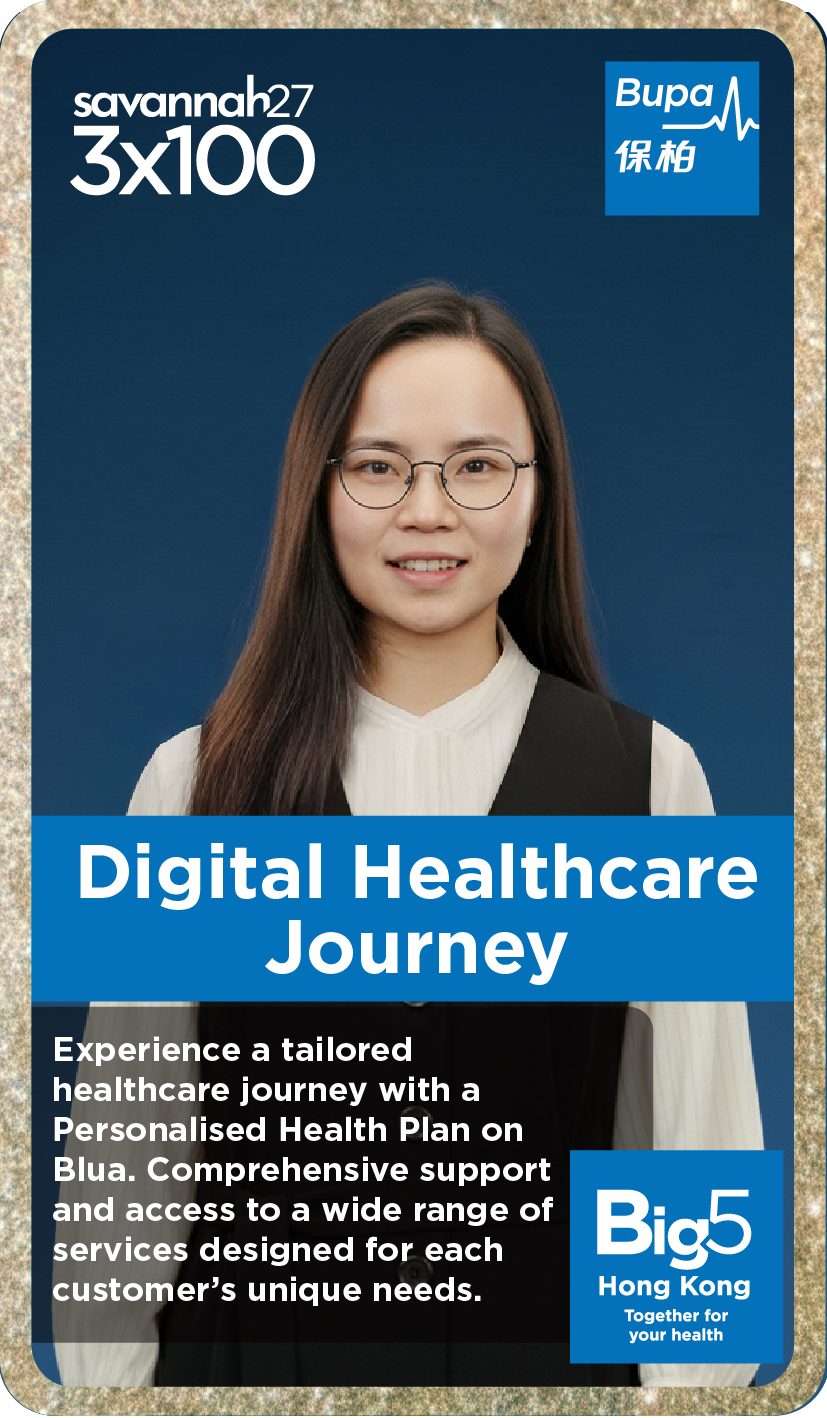 savannah27
3x100
Bupa
保柏
Digital Healthcare
Journey
Experience a tailored
healthcare journey with a
Personalised Health Plan on
Blua. Comprehensive support
and access to a wide range of
services designed for each
customer’s unique needs.
Big5
Hong Kong
Together for
your health